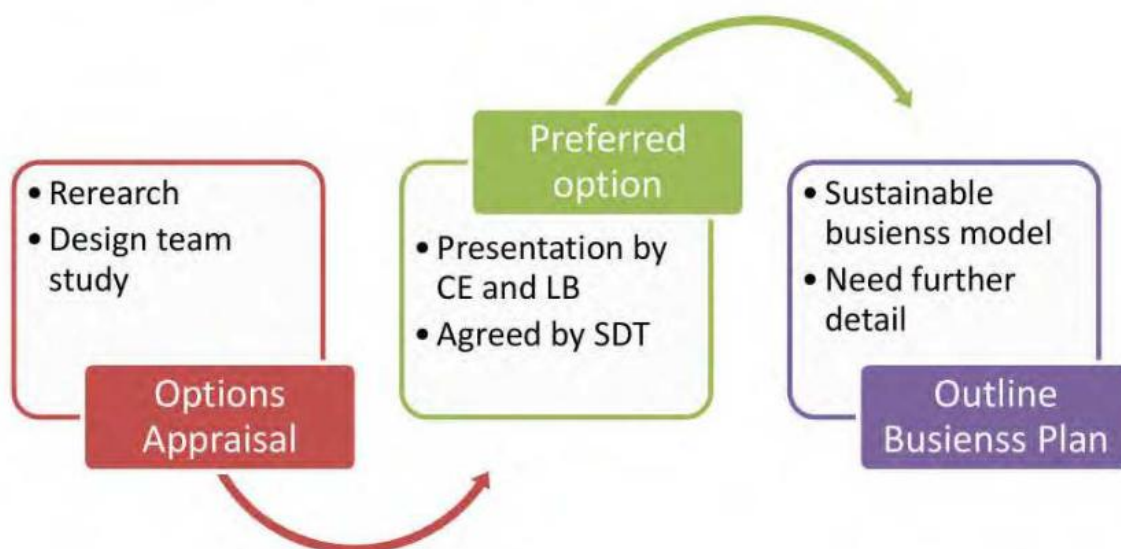 • Rerearch
• Design team
study
Options
Appraisal
Preferred
option
• Presentation by
CE and LB
• Agreed by SDT
• Sustainable
busienss model
• Need further
detail
Outline
Busienss Plan